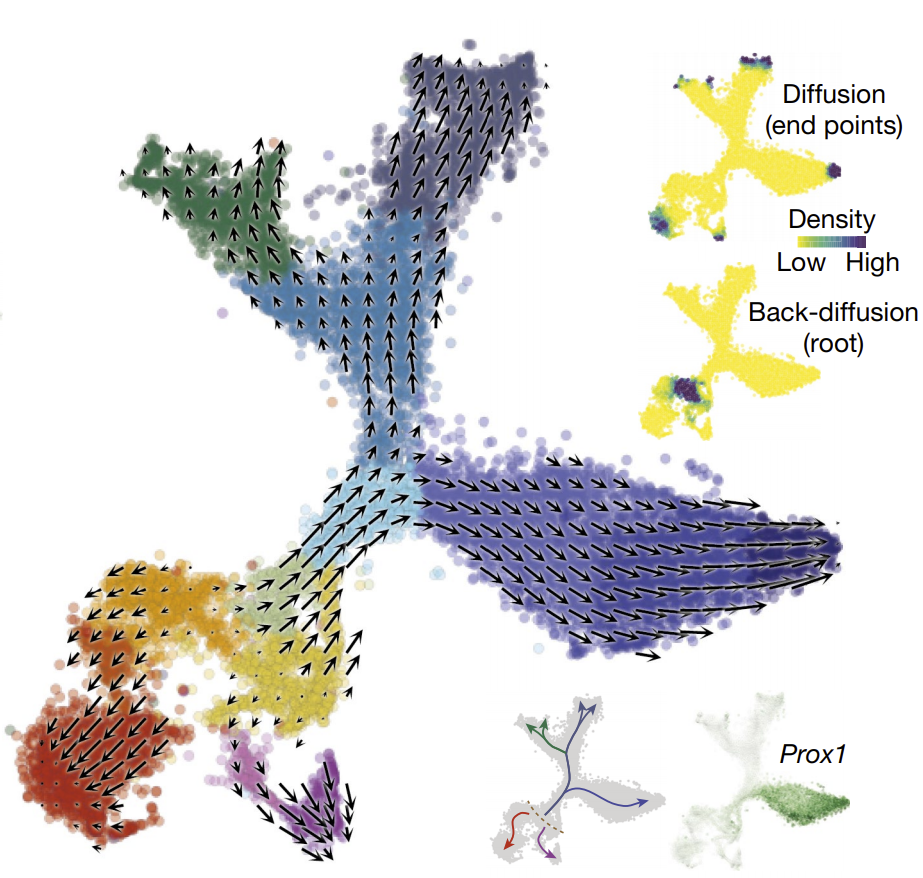 Diffusion
(end points)
Density
Low High
Back-diffusion
(root)
Prox1